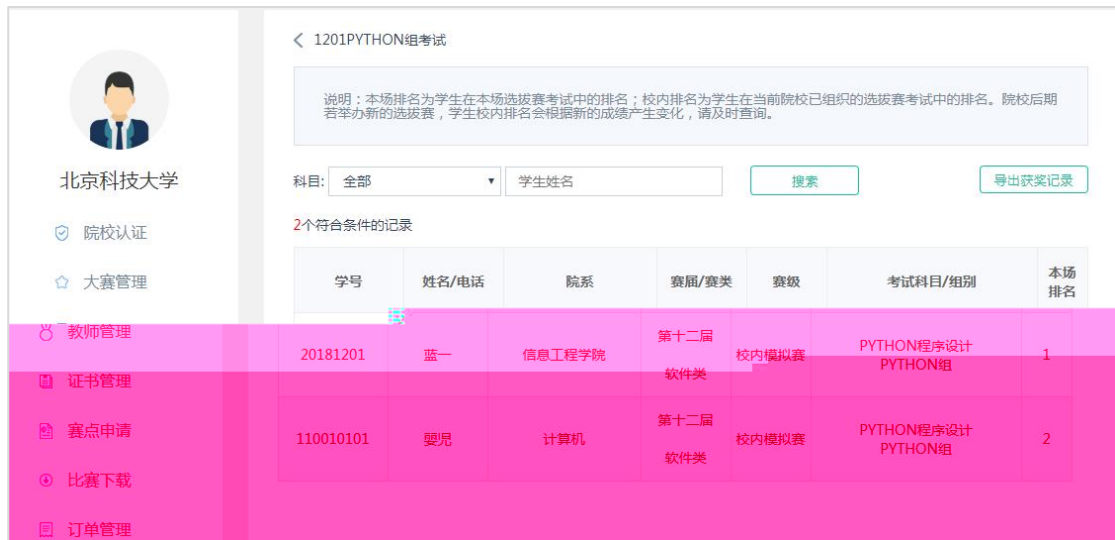 1201PYTHON组考试
说明：本场排名为学生在本场选拔赛考试中的排名；校内排名为学生在当前院校已组织的选拔赛考试中的排名。院校后期
若举办新的选拔赛，学生校内排名会根据新的成绩产生变化，请及时查询。
北京科技大学
院校认证
大赛管理
教师管理
证书管理
赛点申请
比赛下载
订单管理
科目: 全部 学生姓名 搜索 导出获奖记录
2个符合条件的记录
学号 姓名/电话 院系 赛届/赛类 赛级 考试科目/组别 本场
排名
20181201 蓝一 信息工程学院 第十二届 校内模拟赛 PYTHON程序设计 1
软件类 PYTHON组
110010101 婴児 计算机 第十二届 校内模拟赛 PYTHON程序设计 2
软件类 PYTHON组